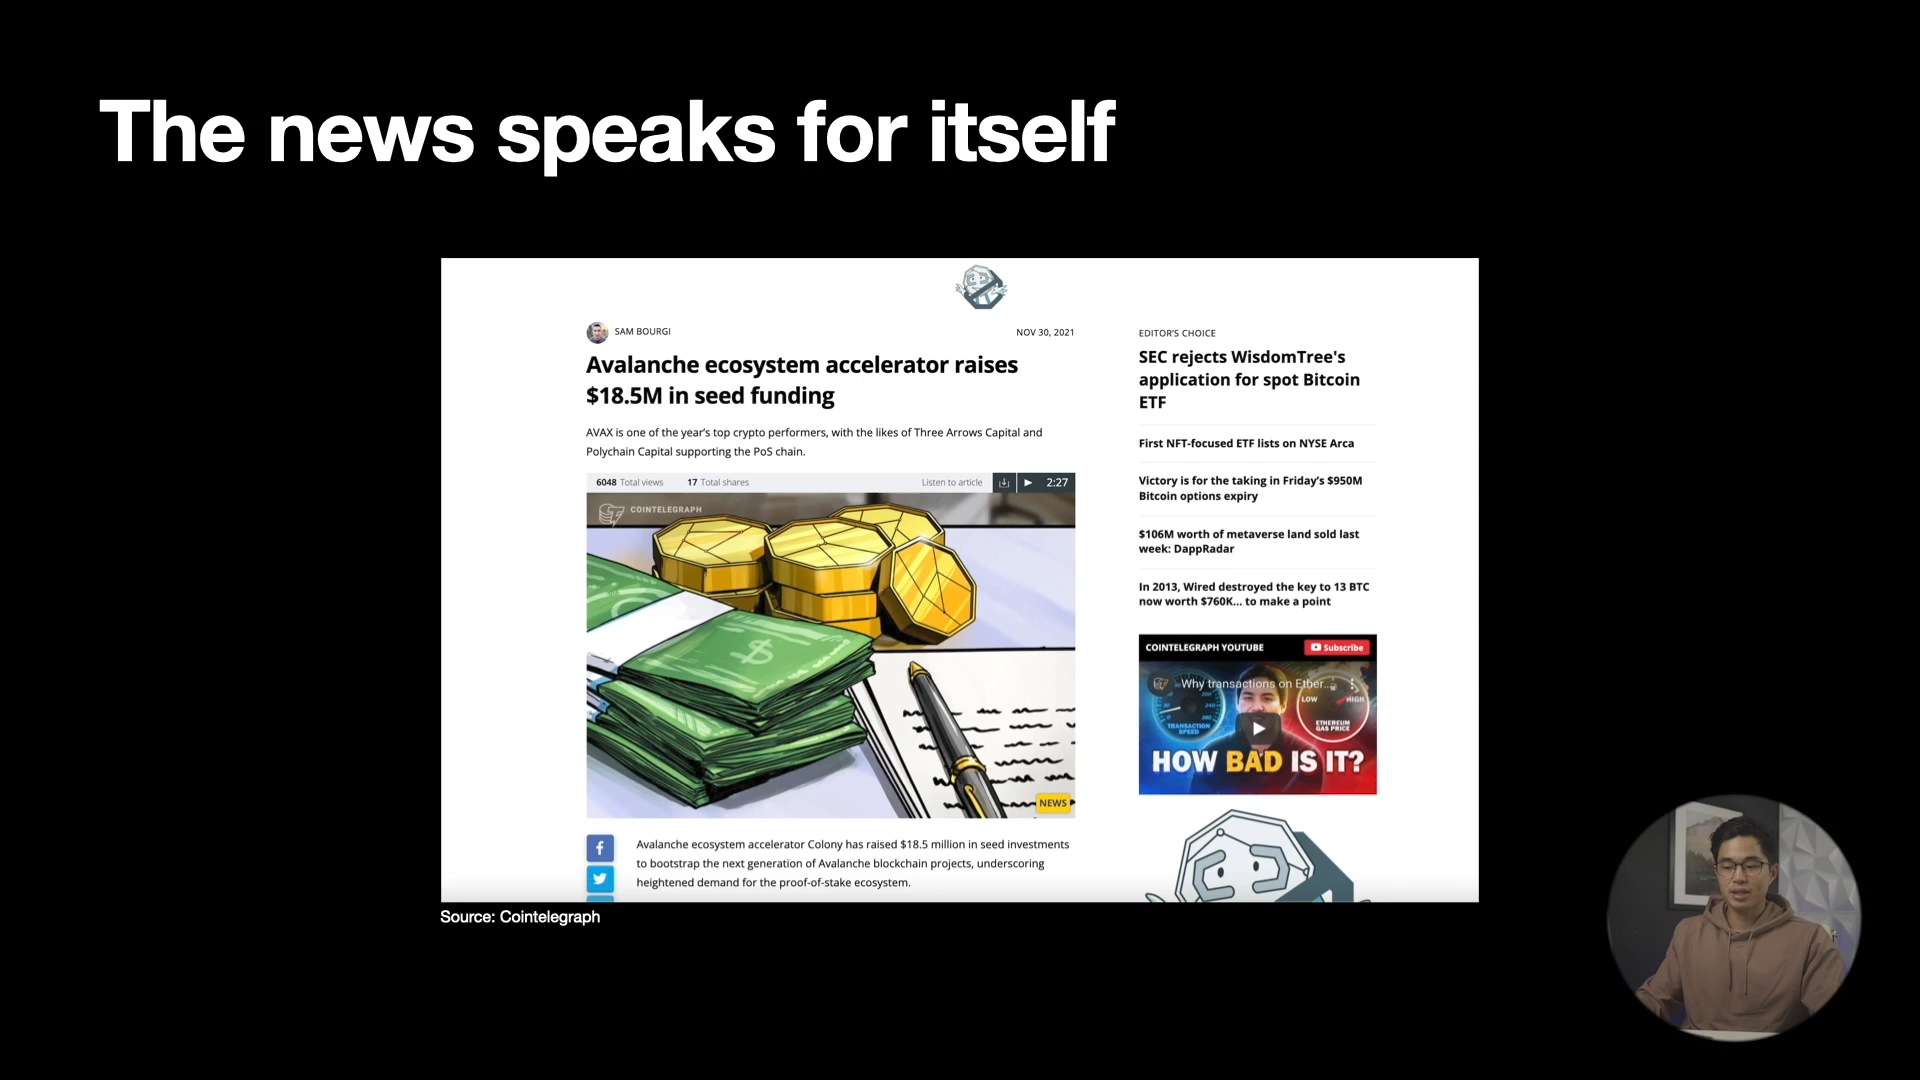 The news speaks for itself
SAM BOURGI
NOV 30, 2021
Avalanche ecosystem accelerator raises
$18.5M in seed funding
AVAX is one of the year's top crypto performers, with the likes of Three Arrows Capital and
Polychain Capital supporting the PoS chain.
6048 Total views 17 Total shares Listen to article 2:27
COINTELEGRAPH
NEWS
Avalanche ecosystem accelerator Colony has raised $18.5 million in seed investments
to bootstrap the next generation of Avalanche blockchain projects, underscoring
heightened demand for the proof-of-stake ecosystem.
EDITOR'S CHOICE
SEC rejects WisdomTree's
application for spot Bitcoin
ETF
First NFT-focused ETF lists on NYSE Arca
Victory is for the taking in Friday's $950M
Bitcoin options expiry
$106M worth of metaverse land sold last
week: DappRadar
In 2013, Wired destroyed the key to 13 BTC
now worth $760K... to make a point
COINTELEGRAPH YOUTUBE Subscribe
Why transactions on Ether...
LOW HIGH
TRANSACTION
SPEED
ETHEREUM
GAS PRICE
HOW BAD IS IT?
Source: Cointelegraph